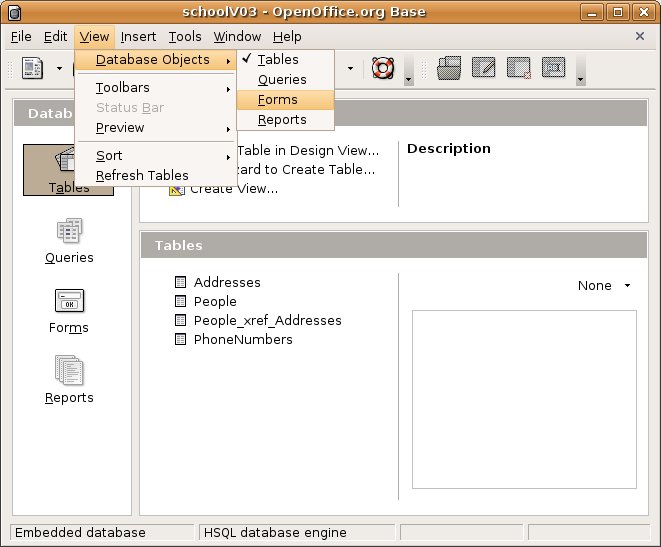 schoolV03 - OpenOffice.org Base
File Edit View Insert Tools Window Help
Database Objects
Tables
Queries
Forms
Reports
Toolbars
Status Bar
Preview
Sort
Refresh Tables
Datab
Tables
Queries
Forms
Reports
Table in Design View...
zard to Create Table...
Create View...
Description
Tables
Addresses
People
People_xref_Addresses
PhoneNumbers
None
OK
Embedded database
HSQL database engine